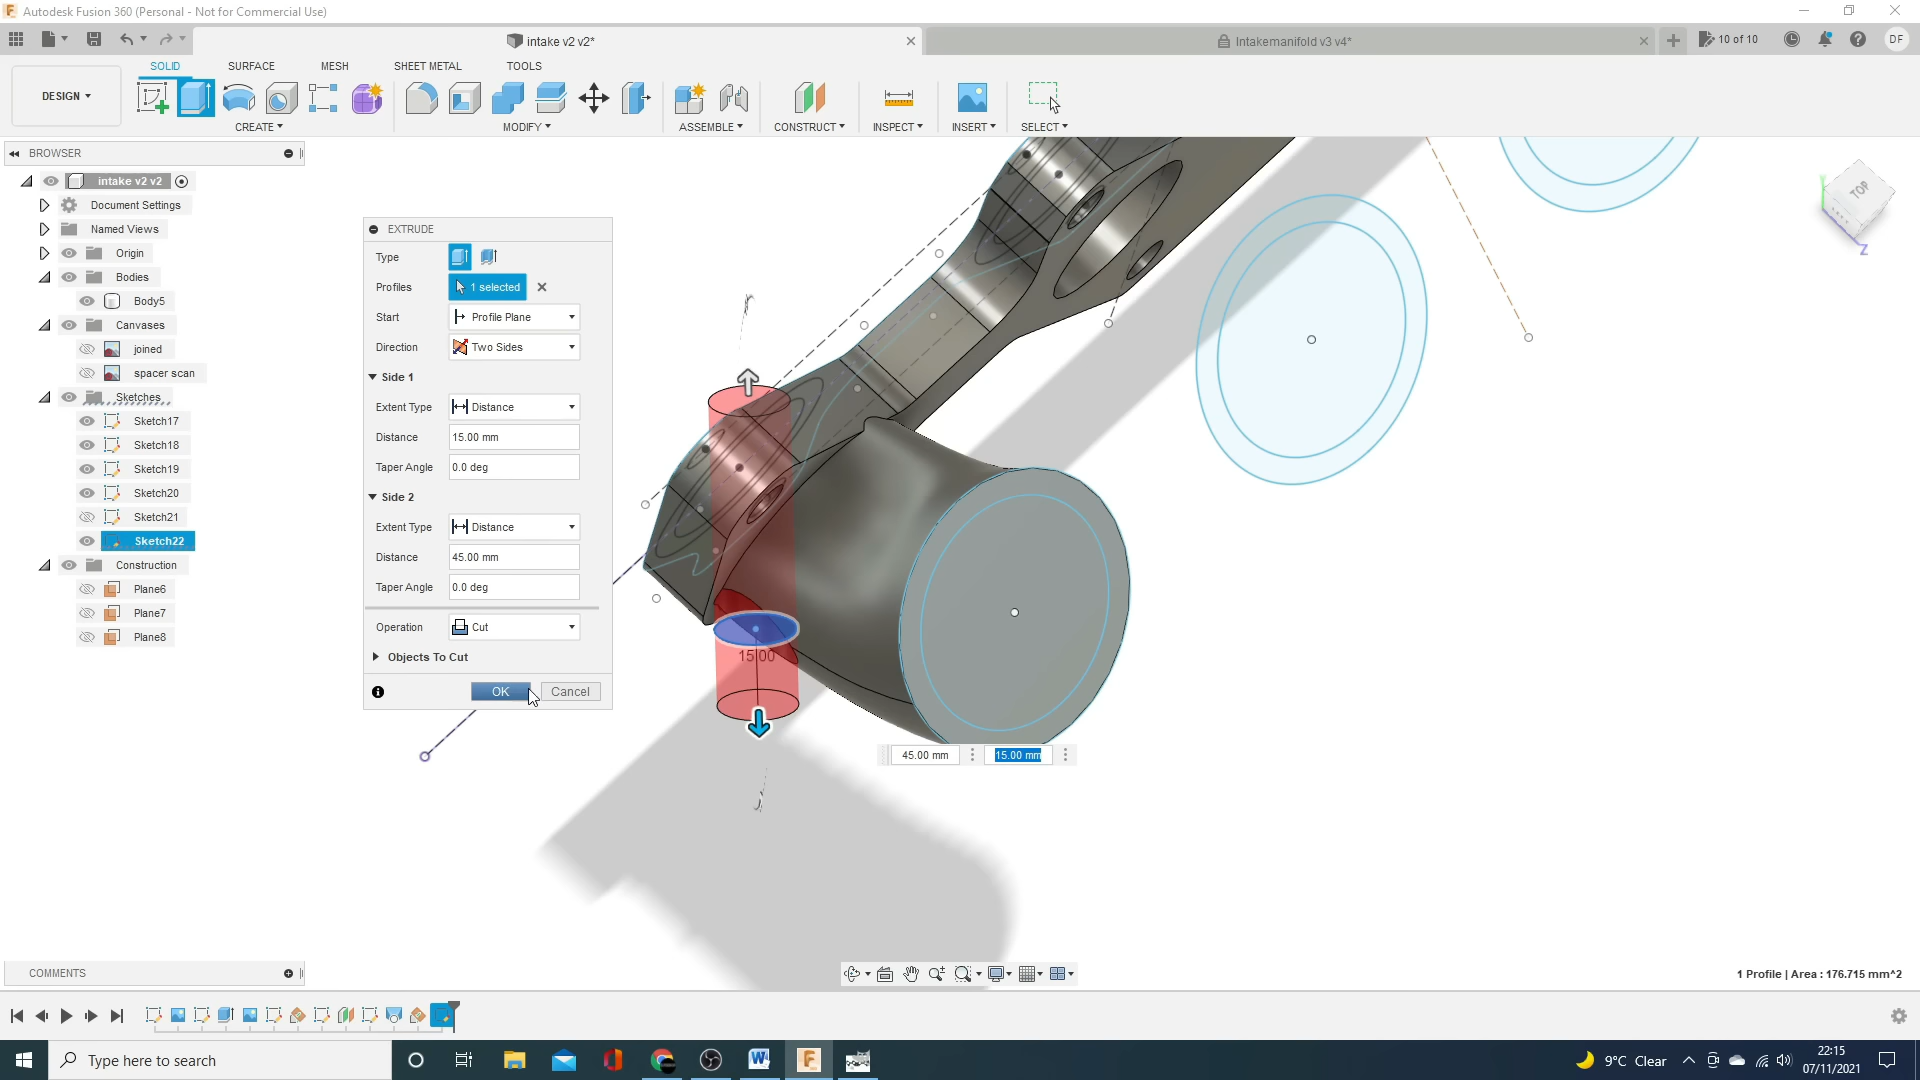 Autodesk Fusion 360 (Personal - Not for Commercial Use)
intake v2 v2*
Intakemanifold v3 v4*
10 of 10
DF
DESIGN
SOLID
SURFACE
MESH
SHEET METAL
TOOLS
CREATE
MODIFY
ASSEMBLE
CONSTRUCT
INSPECT
INSERT
SELECT
BROWSER
intake v2 v2
Document Settings
Named Views
Origin
Bodies
Body5
Canvases
joined
spacer scan
Sketches
Sketch17
Sketch18
Sketch19
Sketch20
Sketch21
Sketch22
Construction
Plane6
Plane7
Plane8
EXTRUDE
Type
Profiles
1 selected
Start
Profile Plane
Direction
Two Sides
Side 1
Extent Type
Distance
Distance
15.00 mm
Taper Angle
0.0 deg
Side 2
Extent Type
Distance
Distance
45.00 mm
Taper Angle
0.0 deg
Operation
Cut
Objects To Cut
OK
Cancel
15.00
45.00 mm
15.00 mm
TOP
Z
COMMENTS
1 Profile | Area : 176.715 mm^2
Type here to search
9°C Clear
22:15
07/11/2021